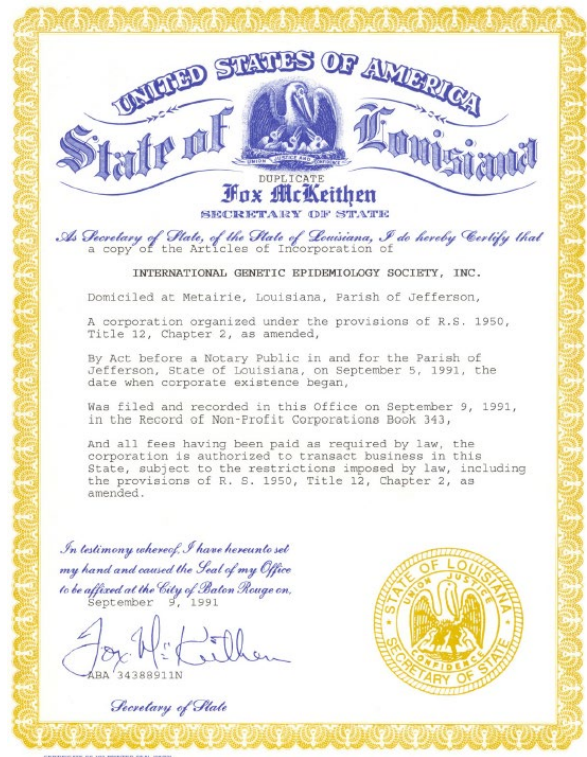 UNITED STATES OF AMERICA
State of Louisiana
UNION JUSTICE AND CONFIDENCE
DUPLICATE
Fox McKeithen
SECRETARY OF STATE
As Secretary of State, of the State of Louisiana, I do hereby Certify that
a copy of the Articles of Incorporation of
INTERNATIONAL GENETIC EPIDEMIOLOGY SOCIETY, INC.
Domiciled at Metairie, Louisiana, Parish of Jefferson,
A corporation organized under the provisions of R.S. 1950,
Title 12, Chapter 2, as amended,
By Act before a Notary Public in and for the Parish of
Jefferson, State of Louisiana, on September 5, 1991, the
date when corporate existence began,
Was filed and recorded in this Office on September 9, 1991,
in the Record of Non-Profit Corporations Book 343,
And all fees having been paid as required by law, the
corporation is authorized to transact business in this
State, subject to the restrictions imposed by law, including
the provisions of R. S. 1950, Title 12, Chapter 2, as
amended.
In testimony whereof, I have hereunto set
my hand and caused the Seal of my Office
to be affixed at the City of Baton Rouge on,
September 9, 1991
Fox McKeithen
ABA 34388911N
Secretary of State
STATE OF LOUISIANA
UNION JUSTICE
CONFIDENCE
SECRETARY OF STATE